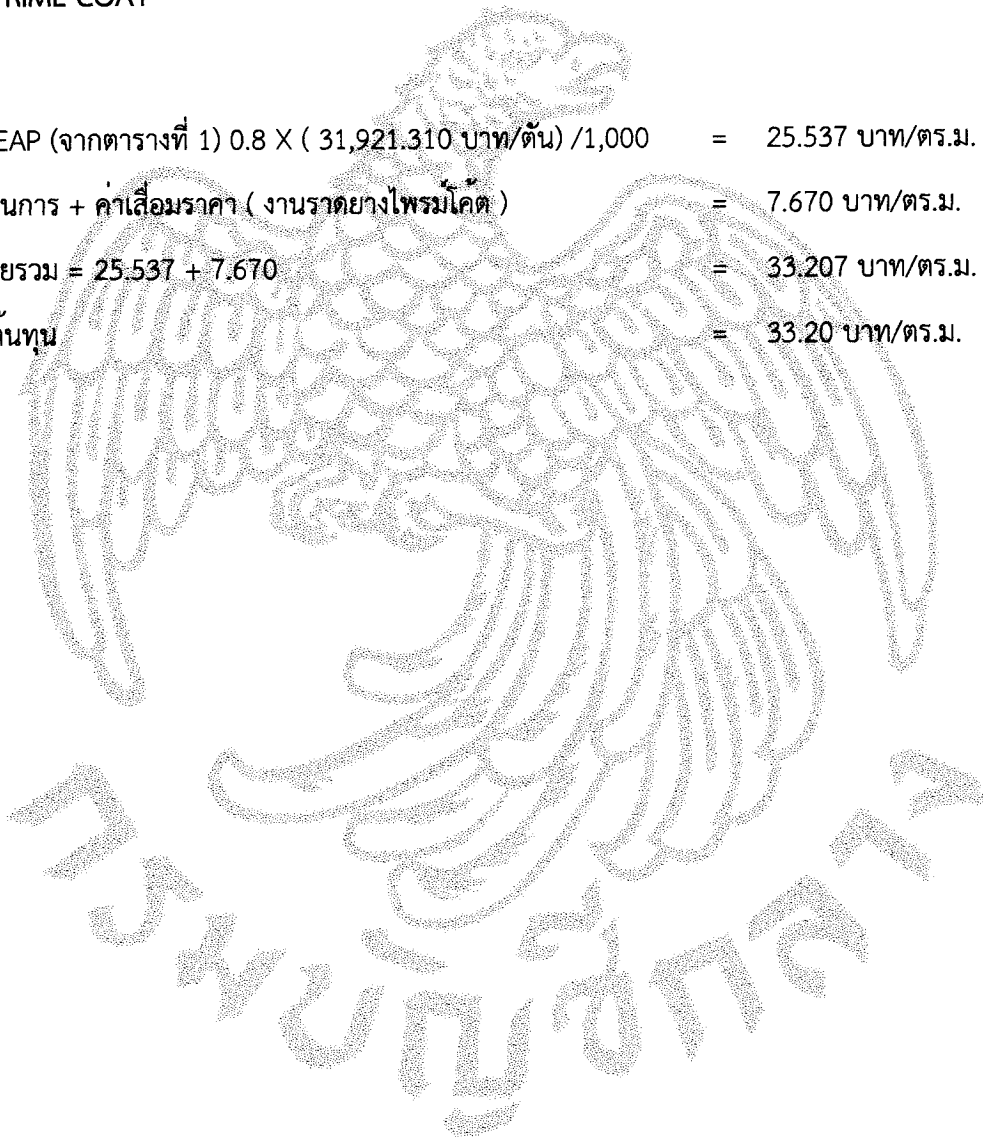 RIME COAT
EAP (จากตารางที่ 1) 0.8 X ( 31,921.310 บาท/ตัน) /1,000 = 25.537 บาท/ตร.ม.
นการ + ค่าเสื่อมราคา ( งานราดยางไพรม์โค้ต ) = 7.670 บาท/ตร.ม.
ยรวม = 25.537 + 7.670 = 33.207 บาท/ตร.ม.
ต้นทุน = 33.20 บาท/ตร.ม.
กรมบัญชีกลาง